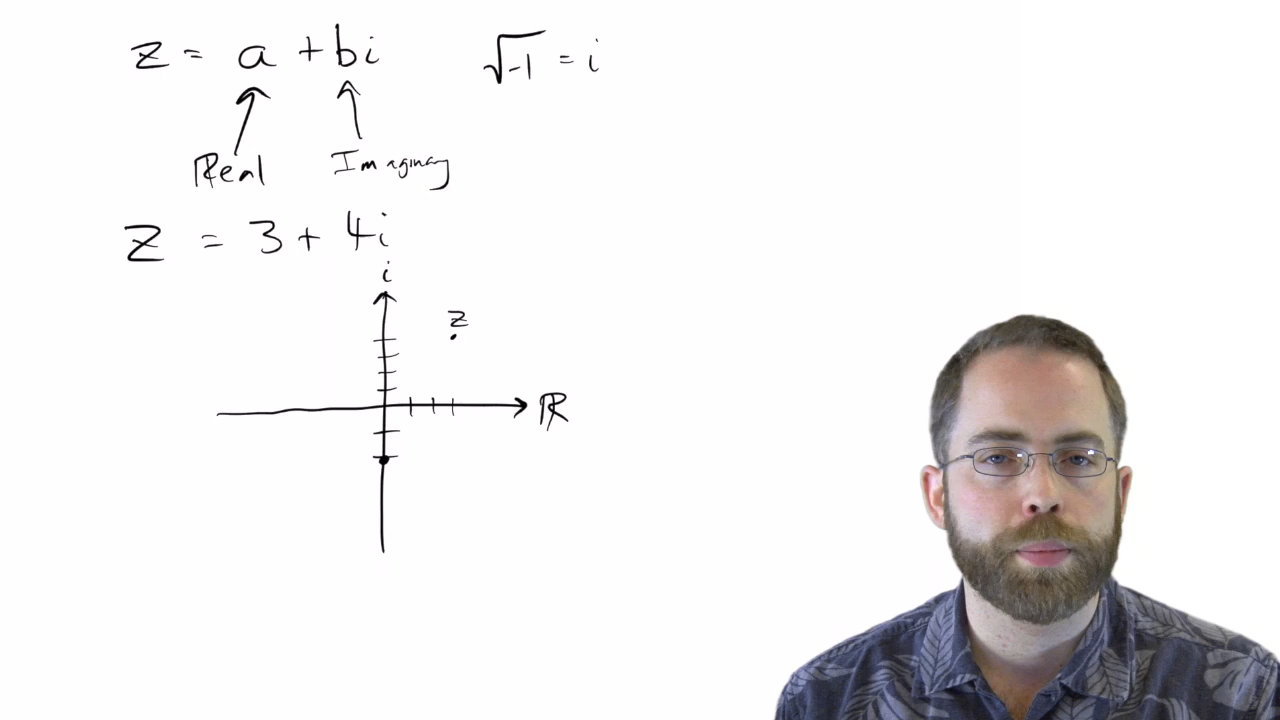 z = a + bi
√-1 = i
Real
Imaginary
z = 3 + 4i
i
z
ℝ